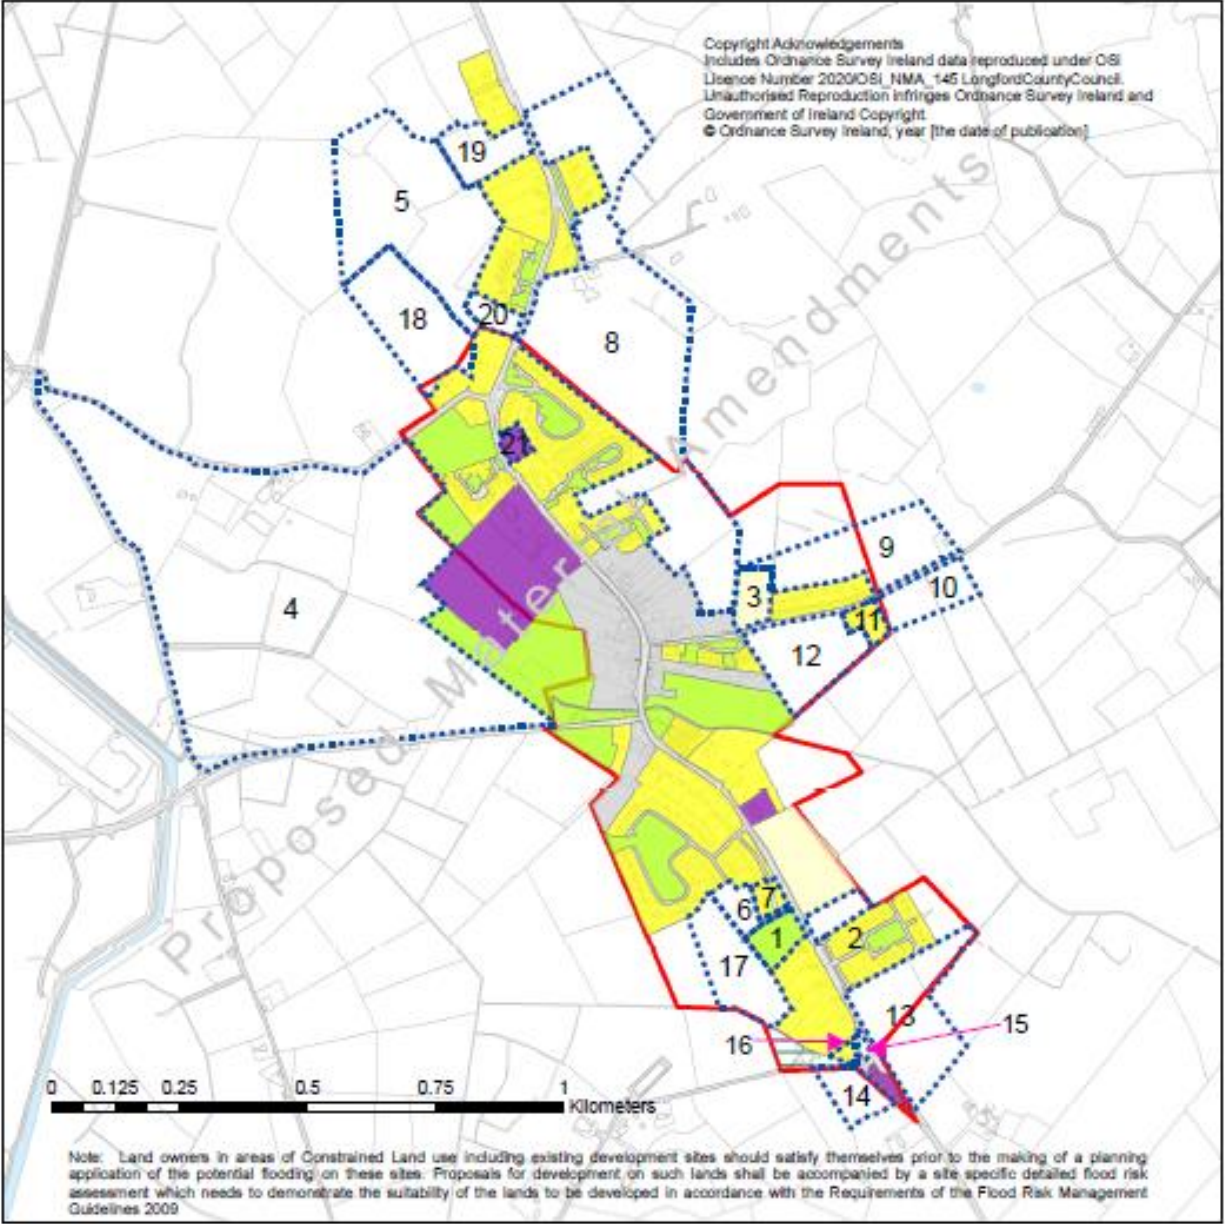 Copyright Acknowledgements
Includes Ordnance Survey Ireland data reproduced under OSi
Licence Number 2020/OSi_NMA_145 LongfordCountyCouncil.
Unauthorised Reproduction infringes Ordnance Survey Ireland and
Government of Ireland Copyright.
© Ordnance Survey Ireland, year [the date of publication]
19
5
18
20
8
21
9
3
10
4
11
12
7
6
1
2
17
13
15
16
14
Proposed Material Amendments
0 0.125 0.25 0.5 0.75 1
Kilometers
Note: Land owners in areas of Constrained Land use including existing development sites should satisfy themselves prior to the making of a planning
application of the potential flooding on these sites. Proposals for development on such lands shall be accompanied by a site specific detailed flood risk
assessment which needs to demonstrate the suitability of the lands to be developed in accordance with the Requirements of the Flood Risk Management
Guidelines 2009